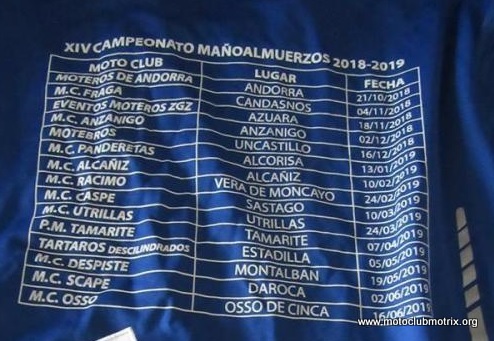 XIV CAMPEONATO MAÑOALMUERZOS 2018-2019
MOTO CLUB LUGAR FECHA
MOTEROS DE ANDORRA ANDORRA 21/10/2018
M.C. FRAGA CANDASNOS 04/11/2018
EVENTOS MOTEROS ZGZ AZUARA 18/11/2018
M.C. ANZANIGO ANZANIGO 02/12/2018
MOTEBROS UNCASTILLO 16/12/2018
M.C. PANDERETAS ALCORISA 13/01/2019
M.C. ALCAÑIZ ALCAÑIZ 10/02/2019
M.C. RACIMO VERA DE MONCAYO 24/02/2019
M.C. CASPE SASTAGO 10/03/2019
M.C. UTRILLAS UTRILLAS 24/03/2019
P.M. TAMARITE TAMARITE 07/04/2019
TARTAROS DESCILINDRADOS ESTADILLA 05/05/2019
M.C. DESPISTE MONTALBAN 19/05/2019
M.C. SCAPE DAROCA 02/06/2019
M.C. OSSO OSSO DE CINCA 16/06/2019
www.motoclubmotrix.org